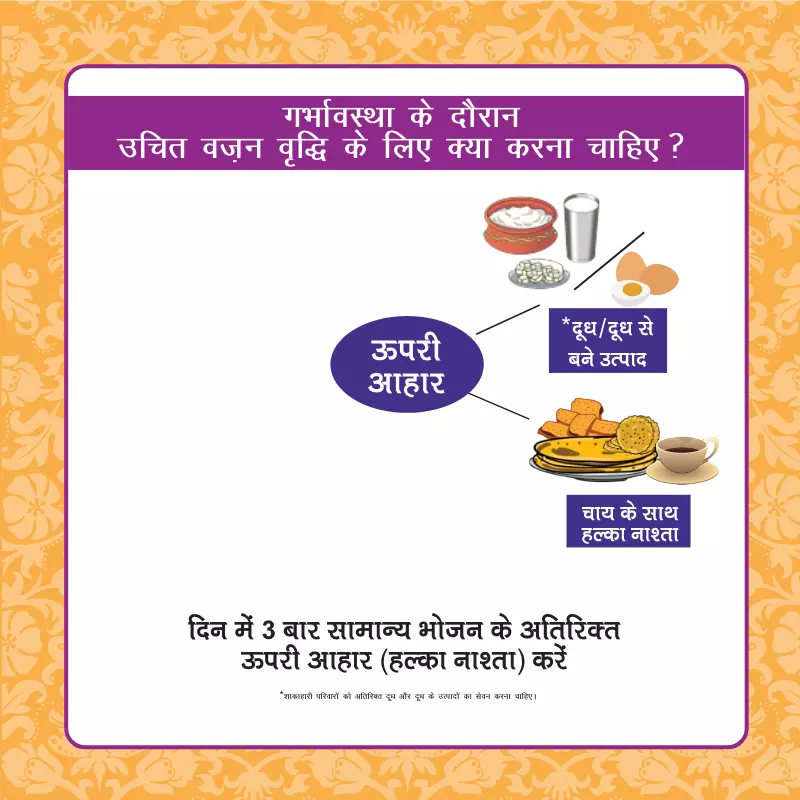 गर्भावस्था के दौरान
उचित वज़न वृद्धि के लिए क्या करना चाहिए ?
ऊपरी
आहार
*दूध/दूध से
बने उत्पाद
चाय के साथ
हल्का नाश्ता
दिन में 3 बार सामान्य भोजन के अतिरिक्त
ऊपरी आहार (हल्का नाश्ता) करें
*शाकाहारी परिवारों को अतिरिक्त दूध और दूध के उत्पादों का सेवन करना चाहिए।